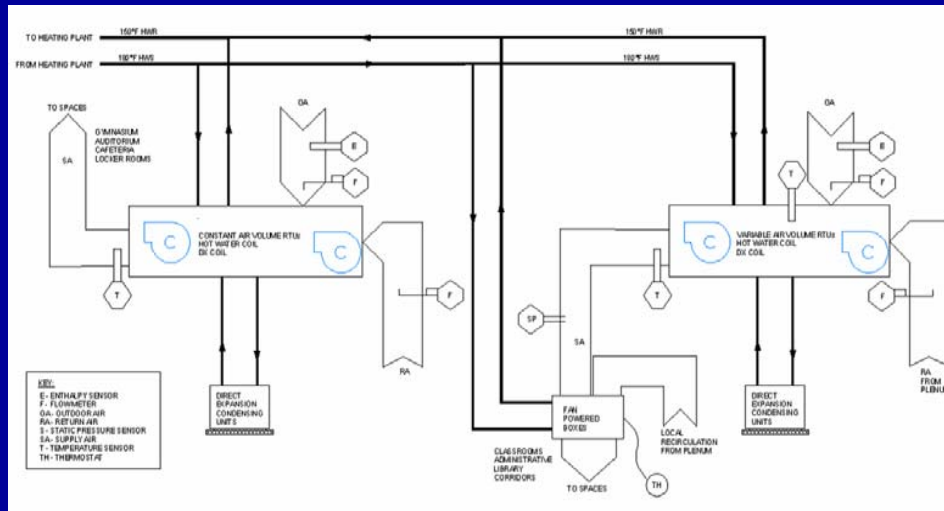 TO HEATING PLANT
150°F HWR
150°F HWR
FROM HEATING PLANT
180°F HWS
180°F HWS
TO SPACES
GYMNASIUM
AUDITORIUM
CAFETERIA
LOCKER ROOMS
SA
OA
E
F
CONSTANT AIR VOLUME RTUs
HOT WATER COIL
DX COIL
C
C
T
F
RA
DIRECT
EXPANSION
CONDENSING
UNITS
OA
E
F
T
VARIABLE AIR VOLUME RTUs
HOT WATER COIL
DX COIL
C
C
T
F
SP
SA
RA
FROM
PLENUM
FAN
POWERED
BOXES
LOCAL
RECIRCULATION
FROM PLENUM
DIRECT
EXPANSION
CONDENSING
UNITS
CLASSROOMS
ADMINISTRATIVE
LIBRARY
CORRIDORS
TO SPACES
TH
KEY:
E - ENTHALPY SENSOR
F - FLOWMETER
OA - OUTDOOR AIR
RA - RETURN AIR
S - STATIC PRESSURE SENSOR
SA - SUPPLY AIR
T - TEMPERATURE SENSOR
TH - THERMOSTAT